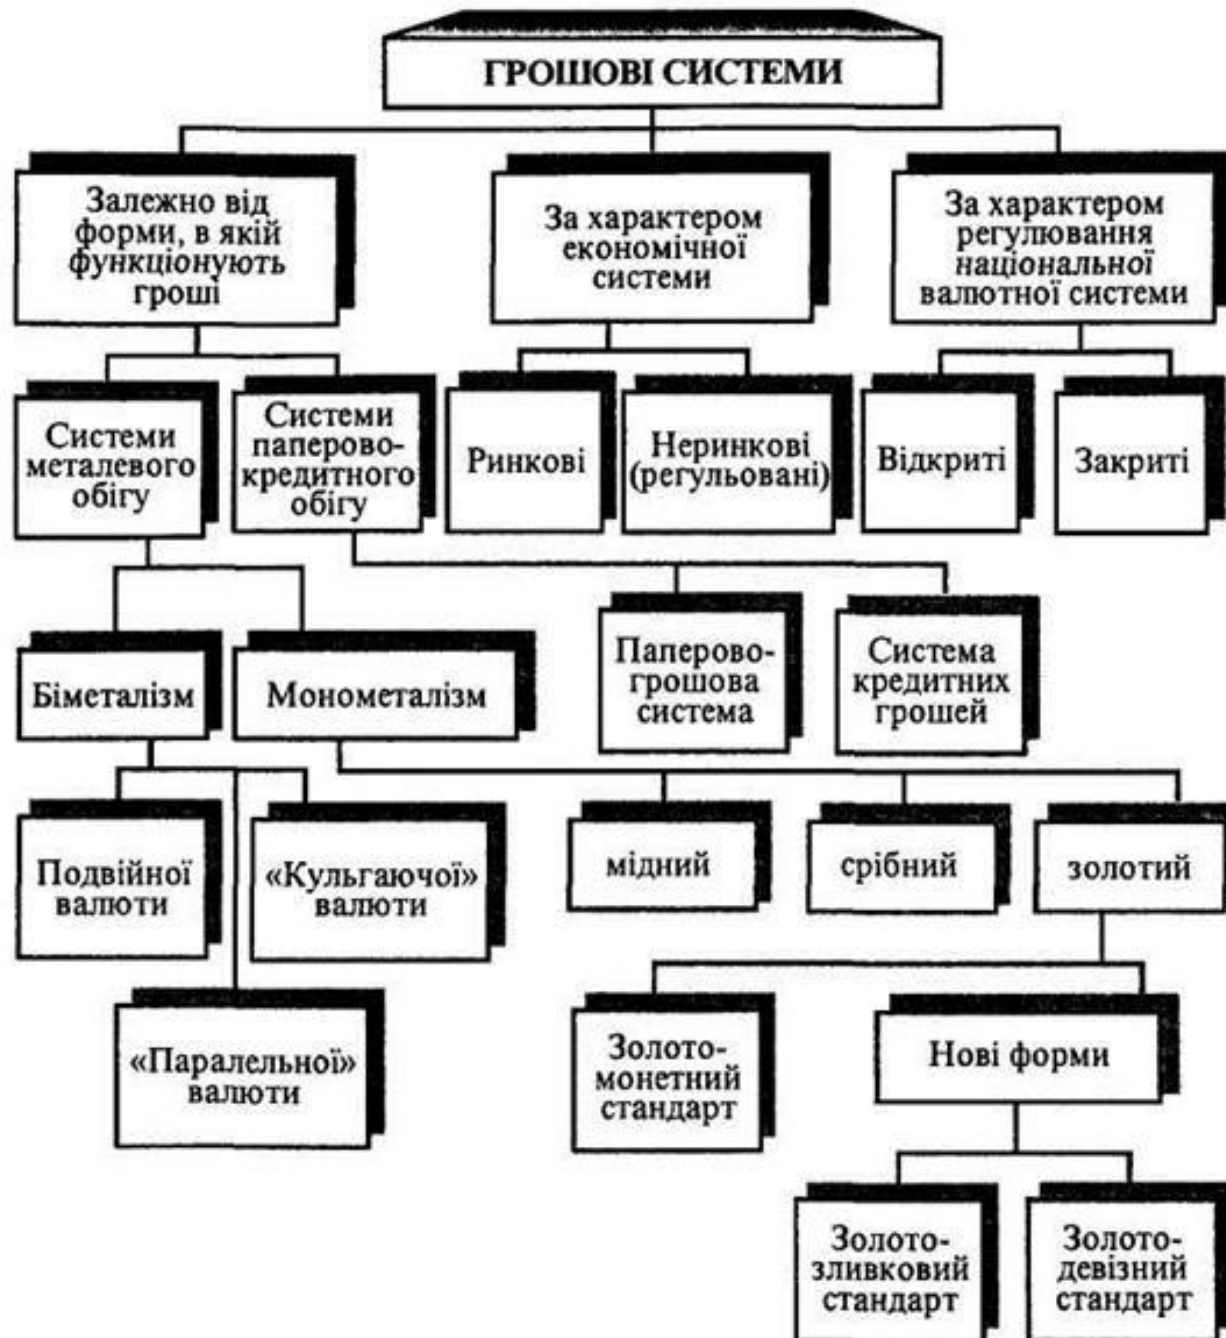 ГРОШОВІ СИСТЕМИ
Залежно від
форми, в якій
функціонують
гроші
За характером
економічної
системи
За характером
регулювання
національної
валютної системи
Системи
металевого
обігу
Системи
паперово-
кредитного
обігу
Ринкові
Неринкові
(регульовані)
Відкриті
Закриті
Біметалізм
Монометалізм
Паперово-
грошова
система
Система
кредитних
грошей
Подвійної
валюти
«Кульгаючої»
валюти
мідний
срібний
золотий
«Паралельної»
валюти
Золото-
монетний
стандарт
Нові форми
Золото-
зливковий
стандарт
Золото-
девізний
стандарт